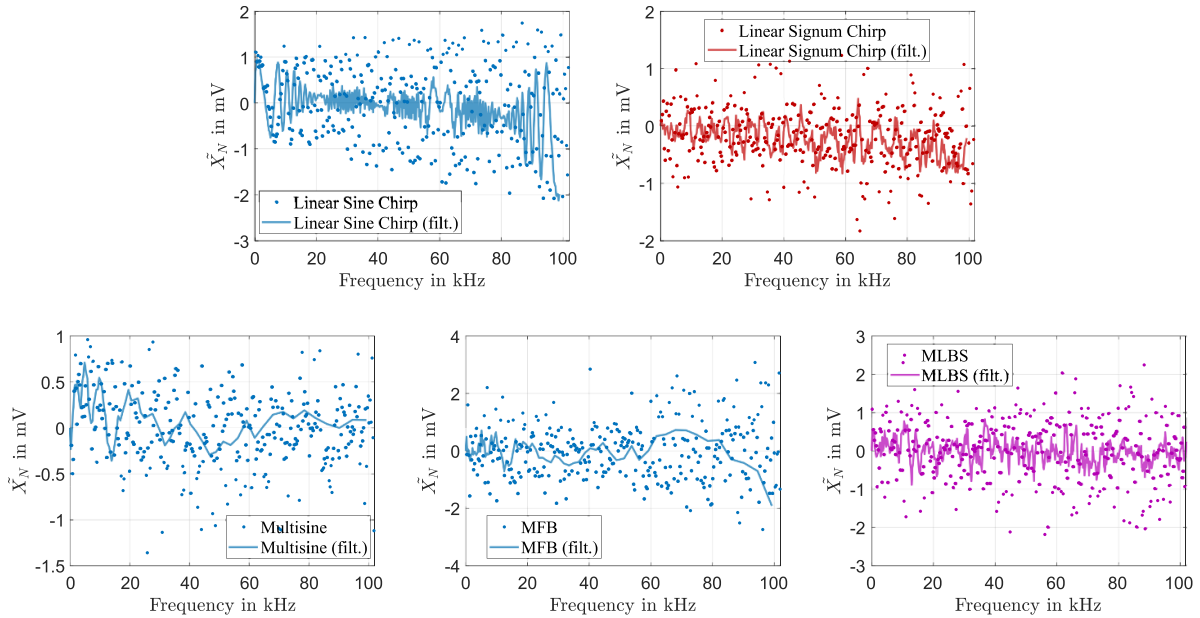 2
1
0
-1
-2
-3
X̃_N in mV
Linear Sine Chirp
Linear Sine Chirp (filt.)
0 20 40 60 80 100
Frequency in kHz
2
1
0
-1
-2
X̃_N in mV
Linear Signum Chirp
Linear Signum Chirp (filt.)
0 20 40 60 80 100
Frequency in kHz
1
0.5
0
-0.5
-1
-1.5
X̃_N in mV
Multisine
Multisine (filt.)
0 20 40 60 80 100
Frequency in kHz
4
2
0
-2
-4
X̃_N in mV
MFB
MFB (filt.)
0 20 40 60 80 100
Frequency in kHz
3
2
1
0
-1
-2
-3
X̃_N in mV
MLBS
MLBS (filt.)
0 20 40 60 80 100
Frequency in kHz